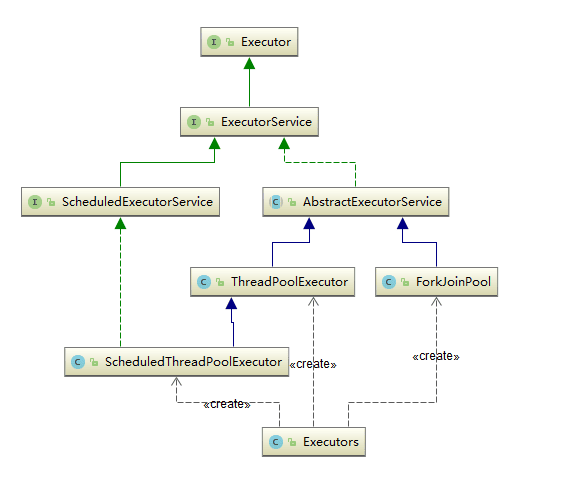 I Executor
I ExecutorService
I ScheduledExecutorService
C AbstractExecutorService
C ThreadPoolExecutor
C ForkJoinPool
C ScheduledThreadPoolExecutor
«create»
«create»
«create»
C Executors